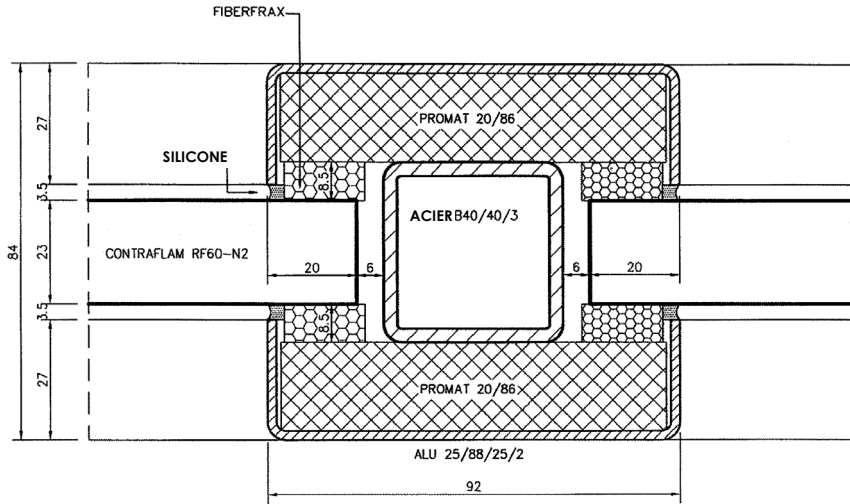 FIBERFRAX
27
PROMAT 20/86
SILICONE
3.5
8.5
84
23
CONTRAFLAM RF60-N2
ACIER B40/40/3
20
6
6
20
3.5
8.5
27
PROMAT 20/86
ALU 25/88/25/2
92